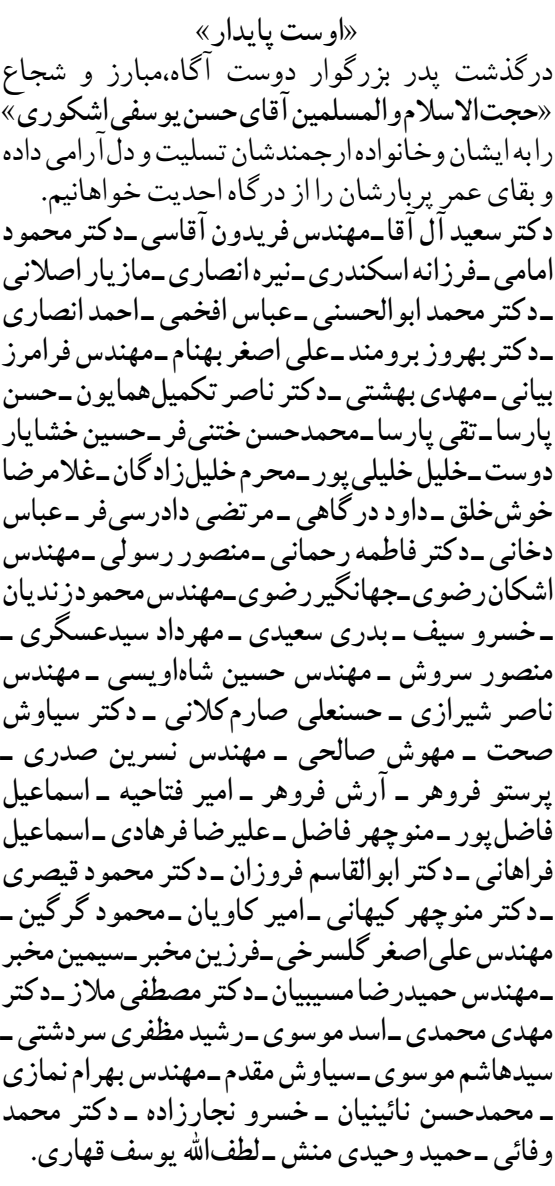 «اوست پایدار»
درگذشت پدر بزرگوار دوست آگاه،مبارز و شجاع
«حجت‌الاسلام‌و‌المسلمین آقای حسن یوسفی‌اشکوری»
را به ایشان و خانواده ارجمندشان تسلیت و دل‌آرامی داده
و بقای عمر پربارشان را از درگاه احدیت خواهانیم.
دکتر سعید آل آقا ـ مهندس فریدون آقاسی ـ دکتر محمود
امامی ـ فرزانه اسکندری ـ نیره انصاری ـ مازیار اصلانی
ـ دکتر محمد ابوالحسنی ـ عباس افخمی ـ احمد انصاری
ـ دکتر بهروز برومند ـ علی اصغر بهنام ـ مهندس فرامرز
بیانی ـ مهدی بهشتی ـ دکتر ناصر تکمیل‌همایون ـ حسن
پارسا ـ تقی پارسا ـ محمدحسن ختنی‌فر ـ حسین خشایار
دوست ـ خلیل خلیلی‌پور ـ محرم خلیل‌زادگان ـ غلامرضا
خوش‌خلق ـ داود درگاهی ـ مرتضی دادرسی‌فر ـ عباس
دخانی ـ دکتر فاطمه رحمانی ـ منصور رسولی ـ مهندس
اشکان رضوی ـ جهانگیر رضوی ـ مهندس محمود زندیان
ـ خسرو سیف ـ بدری سعیدی ـ مهرداد سیدعسگری ـ
منصور سروش ـ مهندس حسین شاه‌اویسی ـ مهندس
ناصر شیرازی ـ حسنعلی صارم‌کلانی ـ دکتر سیاوش
صحت ـ مهوش صالحی ـ مهندس نسرین صدری ـ
پرستو فروهر ـ آرش فروهر ـ امیر فتاحیه ـ اسماعیل
فاضل‌پور ـ منوچهر فاضل ـ علیرضا فرهادی ـ اسماعیل
فراهانی ـ دکتر ابوالقاسم فروزان ـ دکتر محمود قیصری
ـ دکتر منوچهر کیهانی ـ امیر کاویان ـ محمود گرگین ـ
مهندس علی‌اصغر گلسرخی ـ فرزین مخبر ـ سیمین مخبر
ـ مهندس حمیدرضا مسیبیان ـ دکتر مصطفی ملاز ـ دکتر
مهدی محمدی ـ اسد موسوی ـ رشید مظفری سردشتی ـ
سیدهاشم موسوی ـ سیاوش مقدم ـ مهندس بهرام نمازی
ـ محمدحسن نائینیان ـ خسرو نجارزاده ـ دکتر محمد
وفائی ـ حمید وحیدی منش ـ لطف‌الله یوسف قهاری.